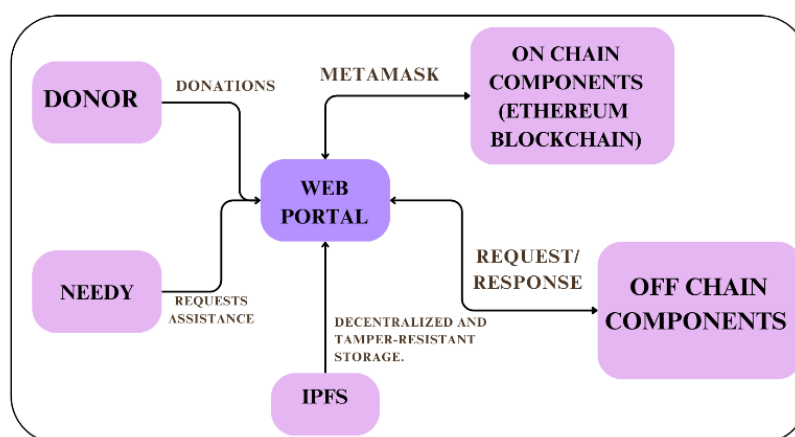 DONOR
DONATIONS
METAMASK
ON CHAIN
COMPONENTS
(ETHEREUM
BLOCKCHAIN)
WEB
PORTAL
NEEDY
REQUESTS
ASSISTANCE
REQUEST/
RESPONSE
OFF CHAIN
COMPONENTS
DECENTRALIZED AND
TAMPER-RESISTANT
STORAGE.
IPFS